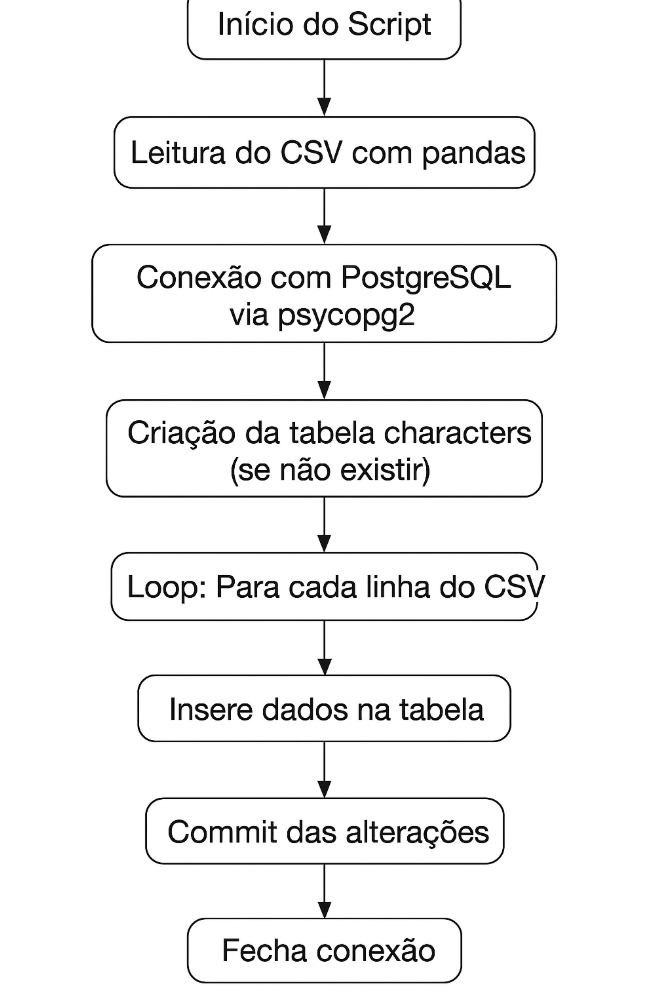 Início do Script
Leitura do CSV com pandas
Conexão com PostgreSQL
via psycopg2
Criação da tabela characters
(se não existir)
Loop: Para cada linha do CSV
Insere dados na tabela
Commit das alterações
Fecha conexão